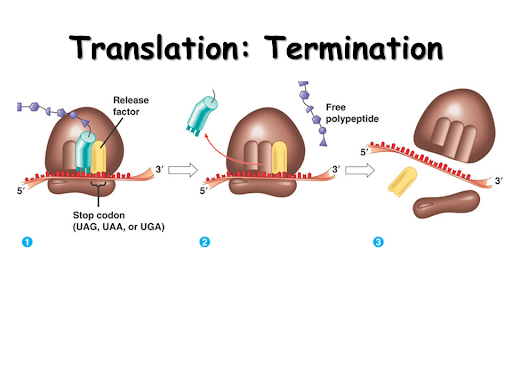 Translation: Termination
Release
factor
Free
polypeptide
3′
5′
Stop codon
(UAG, UAA, or UGA)
3′
5′
5′
3′
1
2
3